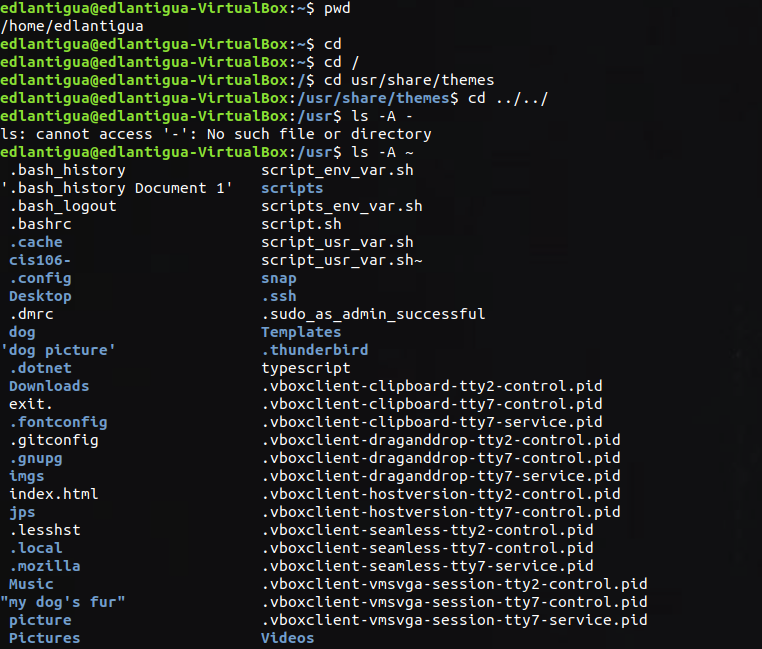 edlantigua@edlantigua-VirtualBox:~$ pwd
/home/edlantigua
edlantigua@edlantigua-VirtualBox:~$ cd
edlantigua@edlantigua-VirtualBox:~$ cd /
edlantigua@edlantigua-VirtualBox:/$ cd usr/share/themes
edlantigua@edlantigua-VirtualBox:/usr/share/themes$ cd ../../
edlantigua@edlantigua-VirtualBox:/usr$ ls -A -
ls: cannot access '-': No such file or directory
edlantigua@edlantigua-VirtualBox:/usr$ ls -A ~
.bash_history script_env_var.sh
'.bash_history Document 1' scripts
.bash_logout scripts_env_var.sh
.bashrc script.sh
.cache script_usr_var.sh
cis106- script_usr_var.sh~
.config snap
Desktop .ssh
.dmrc .sudo_as_admin_successful
dog Templates
'dog picture' .thunderbird
.dotnet typescript
Downloads .vboxclient-clipboard-tty2-control.pid
exit. .vboxclient-clipboard-tty7-control.pid
.fontconfig .vboxclient-clipboard-tty7-service.pid
.gitconfig .vboxclient-draganddrop-tty2-control.pid
.gnupg .vboxclient-draganddrop-tty7-control.pid
imgs .vboxclient-draganddrop-tty7-service.pid
index.html .vboxclient-hostversion-tty2-control.pid
jps .vboxclient-hostversion-tty7-control.pid
.lesshst .vboxclient-seamless-tty2-control.pid
.local .vboxclient-seamless-tty7-control.pid
.mozilla .vboxclient-seamless-tty7-service.pid
Music .vboxclient-vmsvga-session-tty2-control.pid
"my dog's fur" .vboxclient-vmsvga-session-tty7-control.pid
picture .vboxclient-vmsvga-session-tty7-service.pid
Pictures Videos